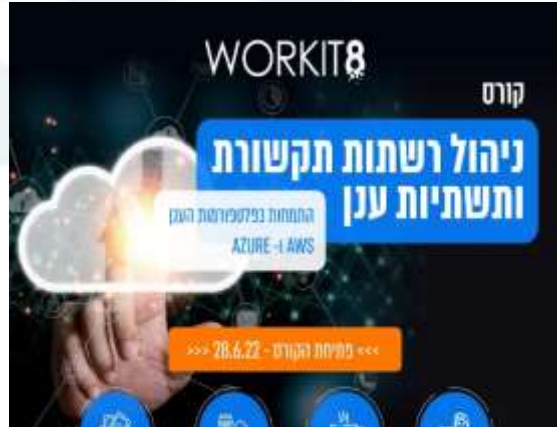 WORKIT8
קורס
ניהול רשתות תקשורת
ותשתיות ענן
התמחות בפלטפורמות הענן
AWS ו- AZURE
>>> פתיחת הקורס - 28.6.22 <<<